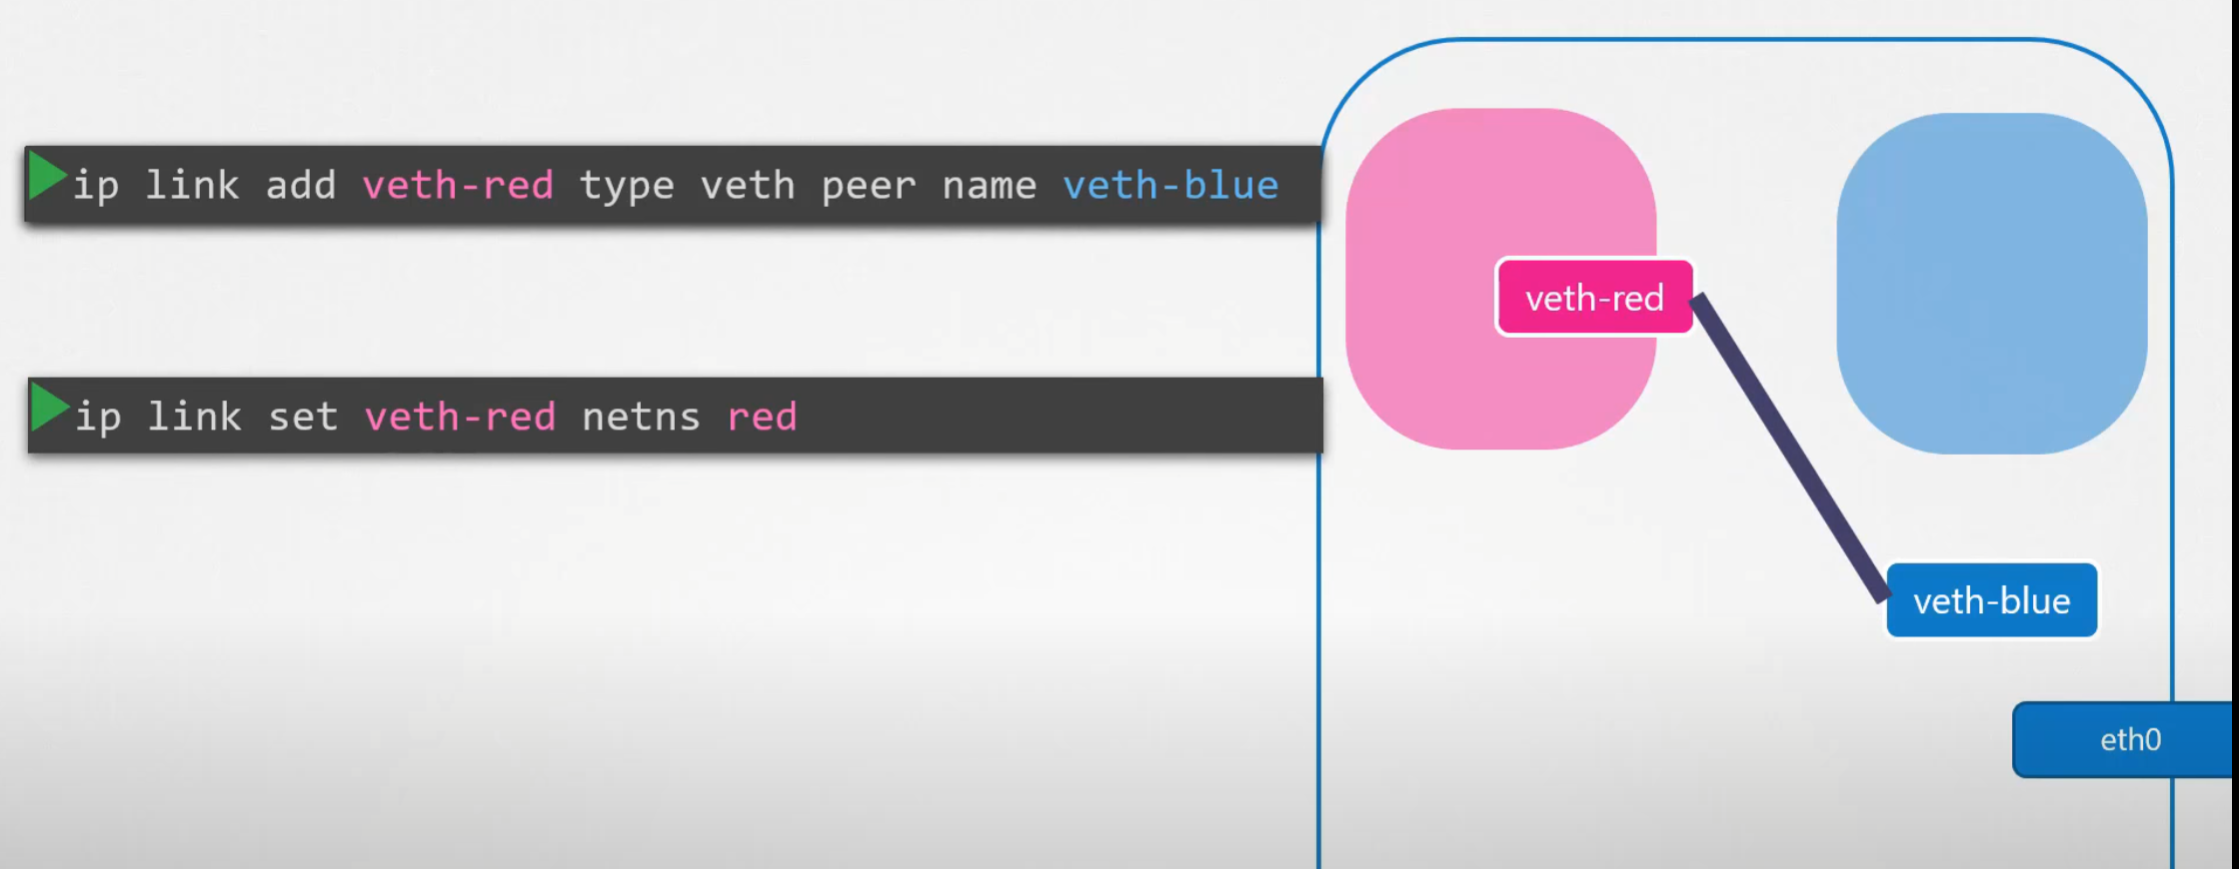 ip link add veth-red type veth peer name veth-blue
veth-red
ip link set veth-red netns red
veth-blue
eth0